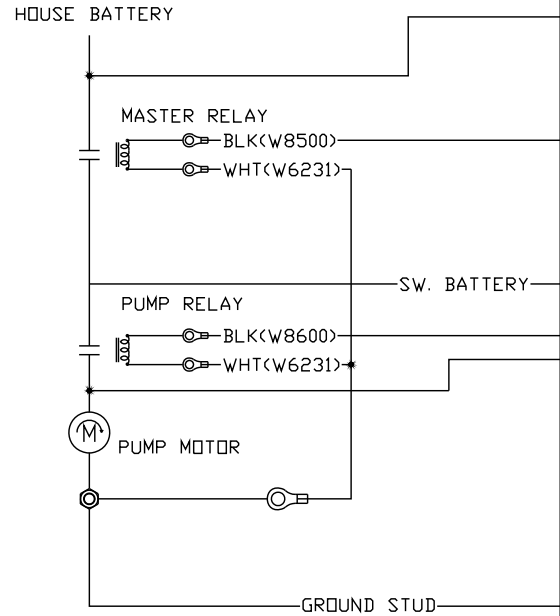 HOUSE BATTERY
MASTER RELAY
BLK(W8500)
WHT(W6231)
SW. BATTERY
PUMP RELAY
BLK(W8600)
WHT(W6231)
M
PUMP MOTOR
GROUND STUD